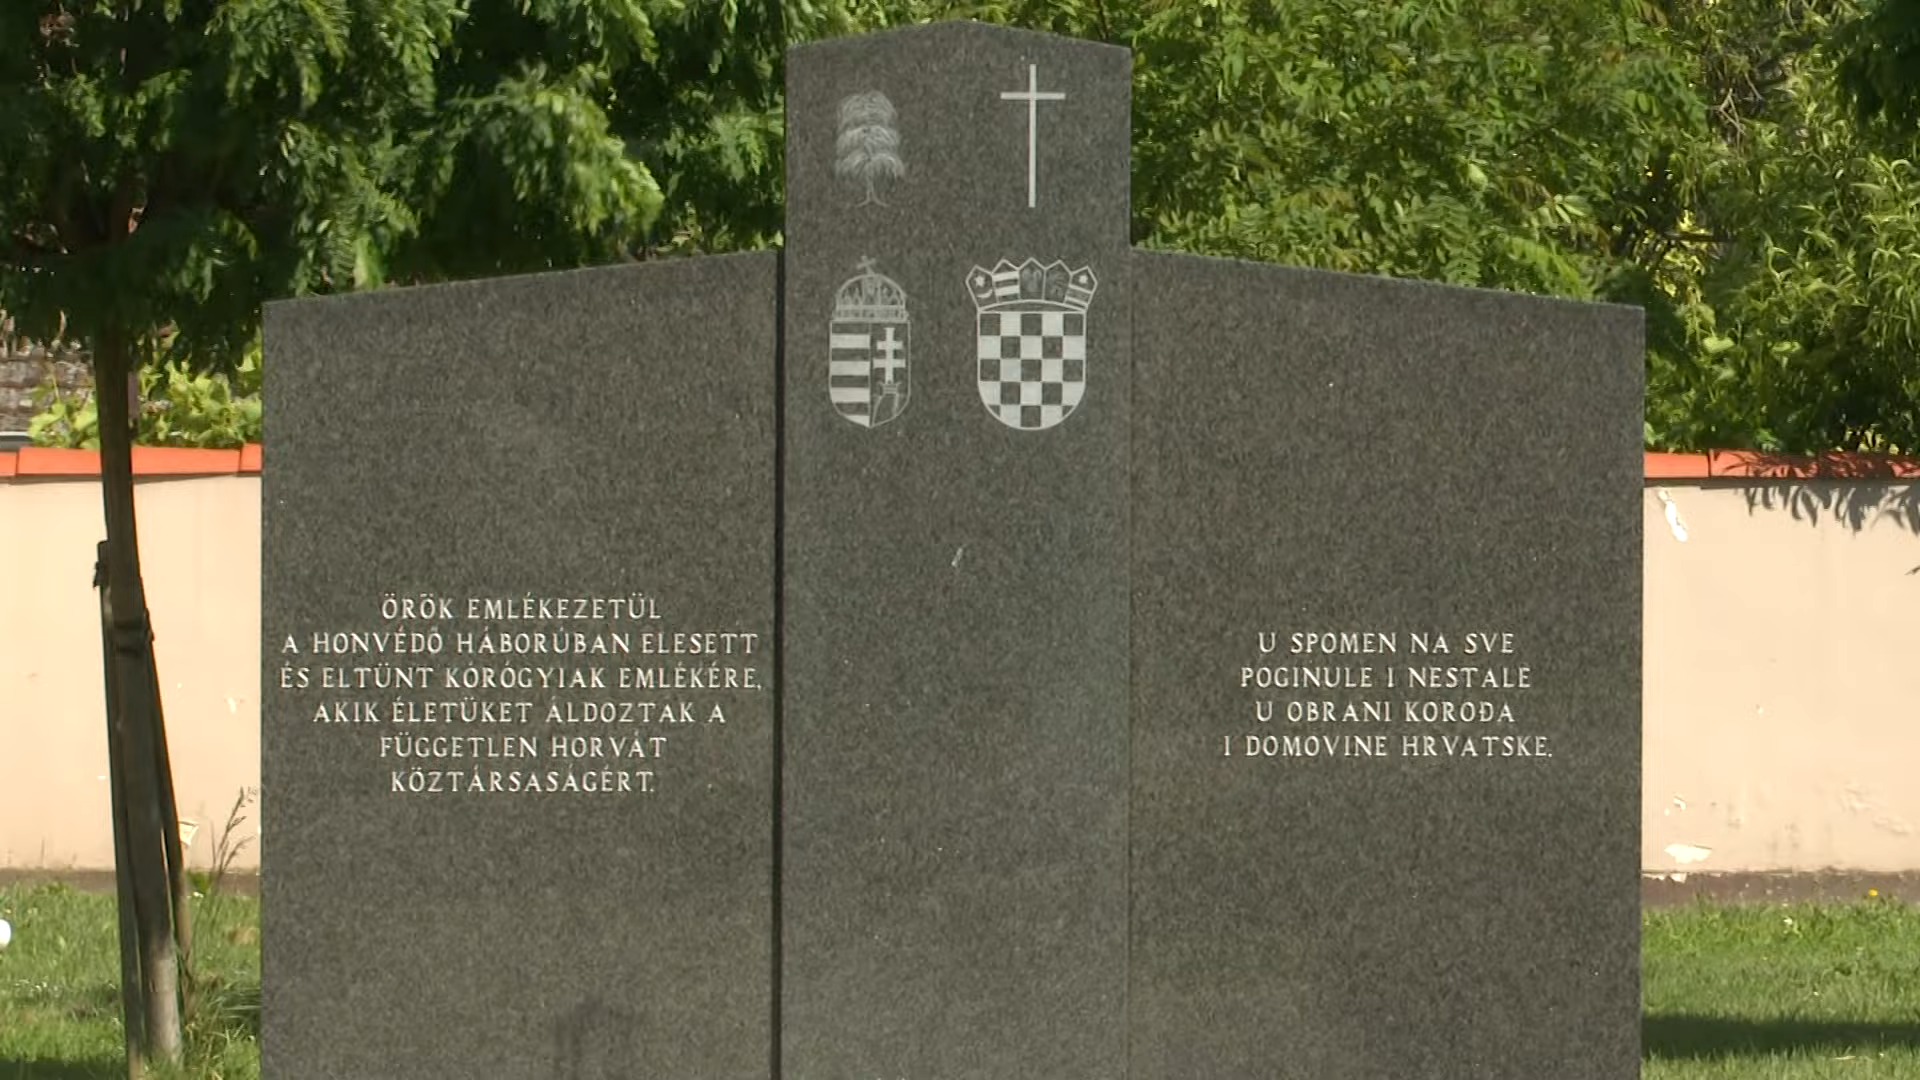 ÖRÖK EMLÉKEZETÜL
A HONVÉDŐ HÁBORÚBAN ELESETT
ÉS ELTŰNT KÓRÓGYIAK EMLÉKÉRE,
AKIK ÉLETÜKET ÁLDOZTAK A
FÜGGETLEN HORVÁT
KÖZTÁRSASÁGÉRT.
U SPOMEN NA SVE
POGINULE I NESTALE
U OBRANI KOROĐA
I DOMOVINE HRVATSKE.